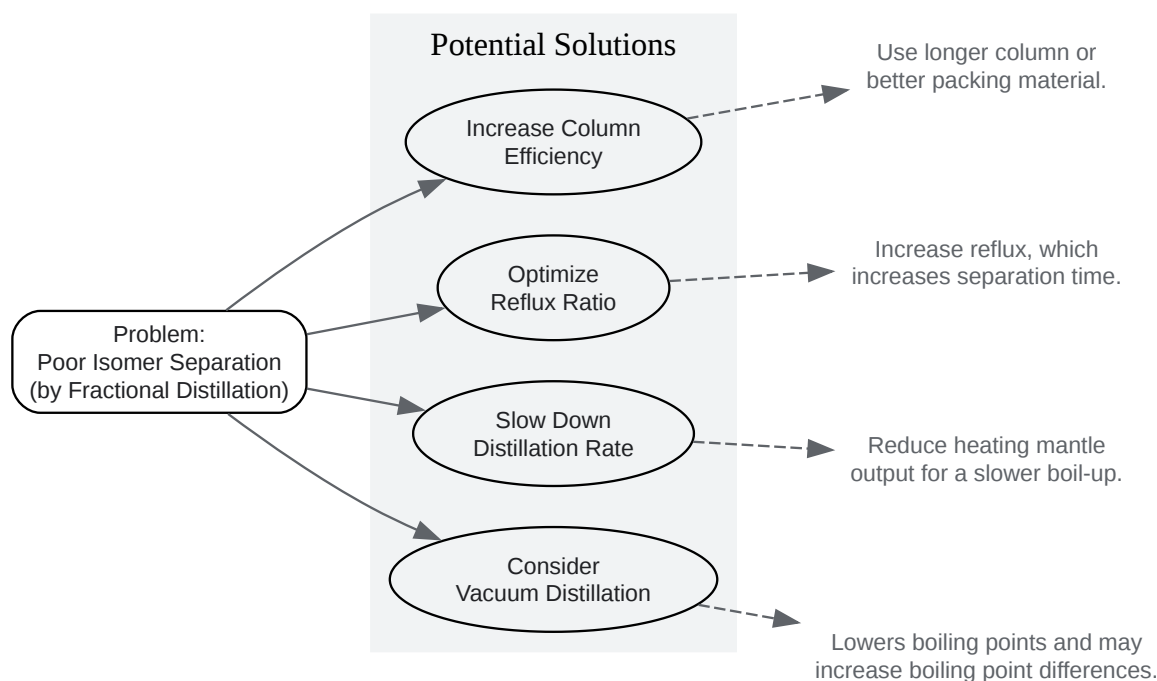 Potential Solutions
Use longer column or
better packing material.
Increase Column
Efficiency
Increase reflux, which
increases separation time.
Optimize
Reflux Ratio
Problem:
Poor Isomer Separation
(by Fractional Distillation)
Slow Down
Distillation Rate
Reduce heating mantle
output for a slower boil-up.
Consider
Vacuum Distillation
Lowers boiling points and may
increase boiling point differences.